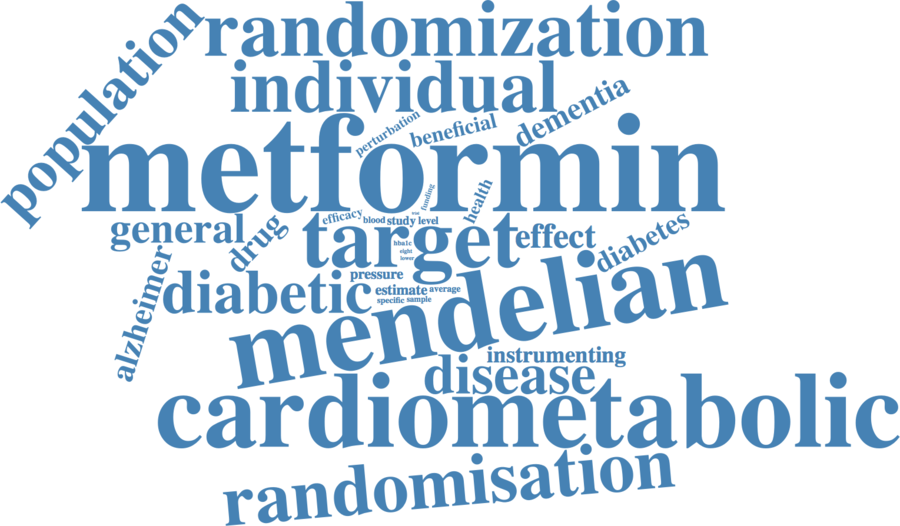 population
randomization
individual
dementia
perturbation
beneficial
metformin
funding
health
general
drug
efficacy
blood
study
level
target
effect
diabetes
hba1c
eight
lower
alzheimer
diabetic
pressure
estimate
average
specific
sample
mendelian
instrumenting
disease
cardiometabolic
randomisation